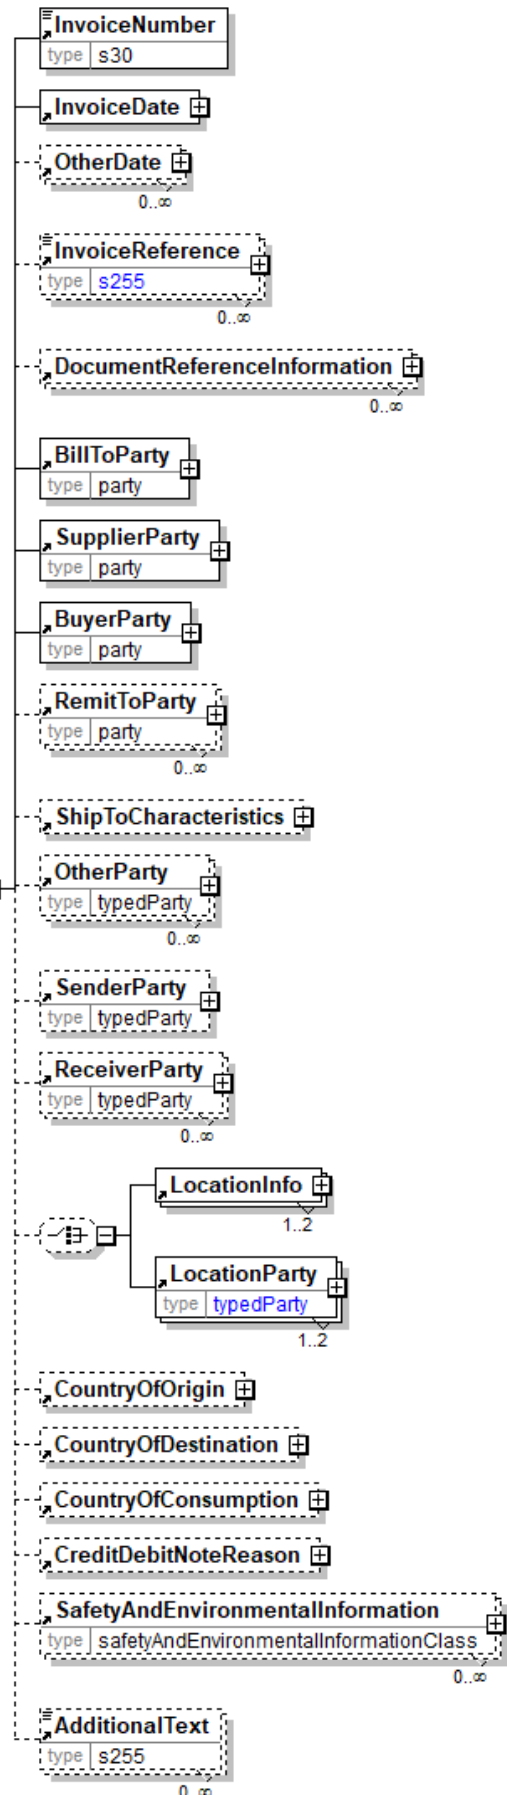 InvoiceNumber
type s30
InvoiceDate
OtherDate
0..∞
InvoiceReference
type s255
0..∞
DocumentReferenceInformation
0..∞
BillToParty
type party
SupplierParty
type party
BuyerParty
type party
RemitToParty
type party
0..∞
ShipToCharacteristics
OtherParty
type typedParty
0..∞
SenderParty
type typedParty
ReceiverParty
type typedParty
0..∞
LocationInfo
1..2
LocationParty
type typedParty
1..2
CountryOfOrigin
CountryOfDestination
CountryOfConsumption
CreditDebitNoteReason
SafetyAndEnvironmentalInformation
type safetyAndEnvironmentalInformationClass
0..∞
AdditionalText
type s255
0..∞